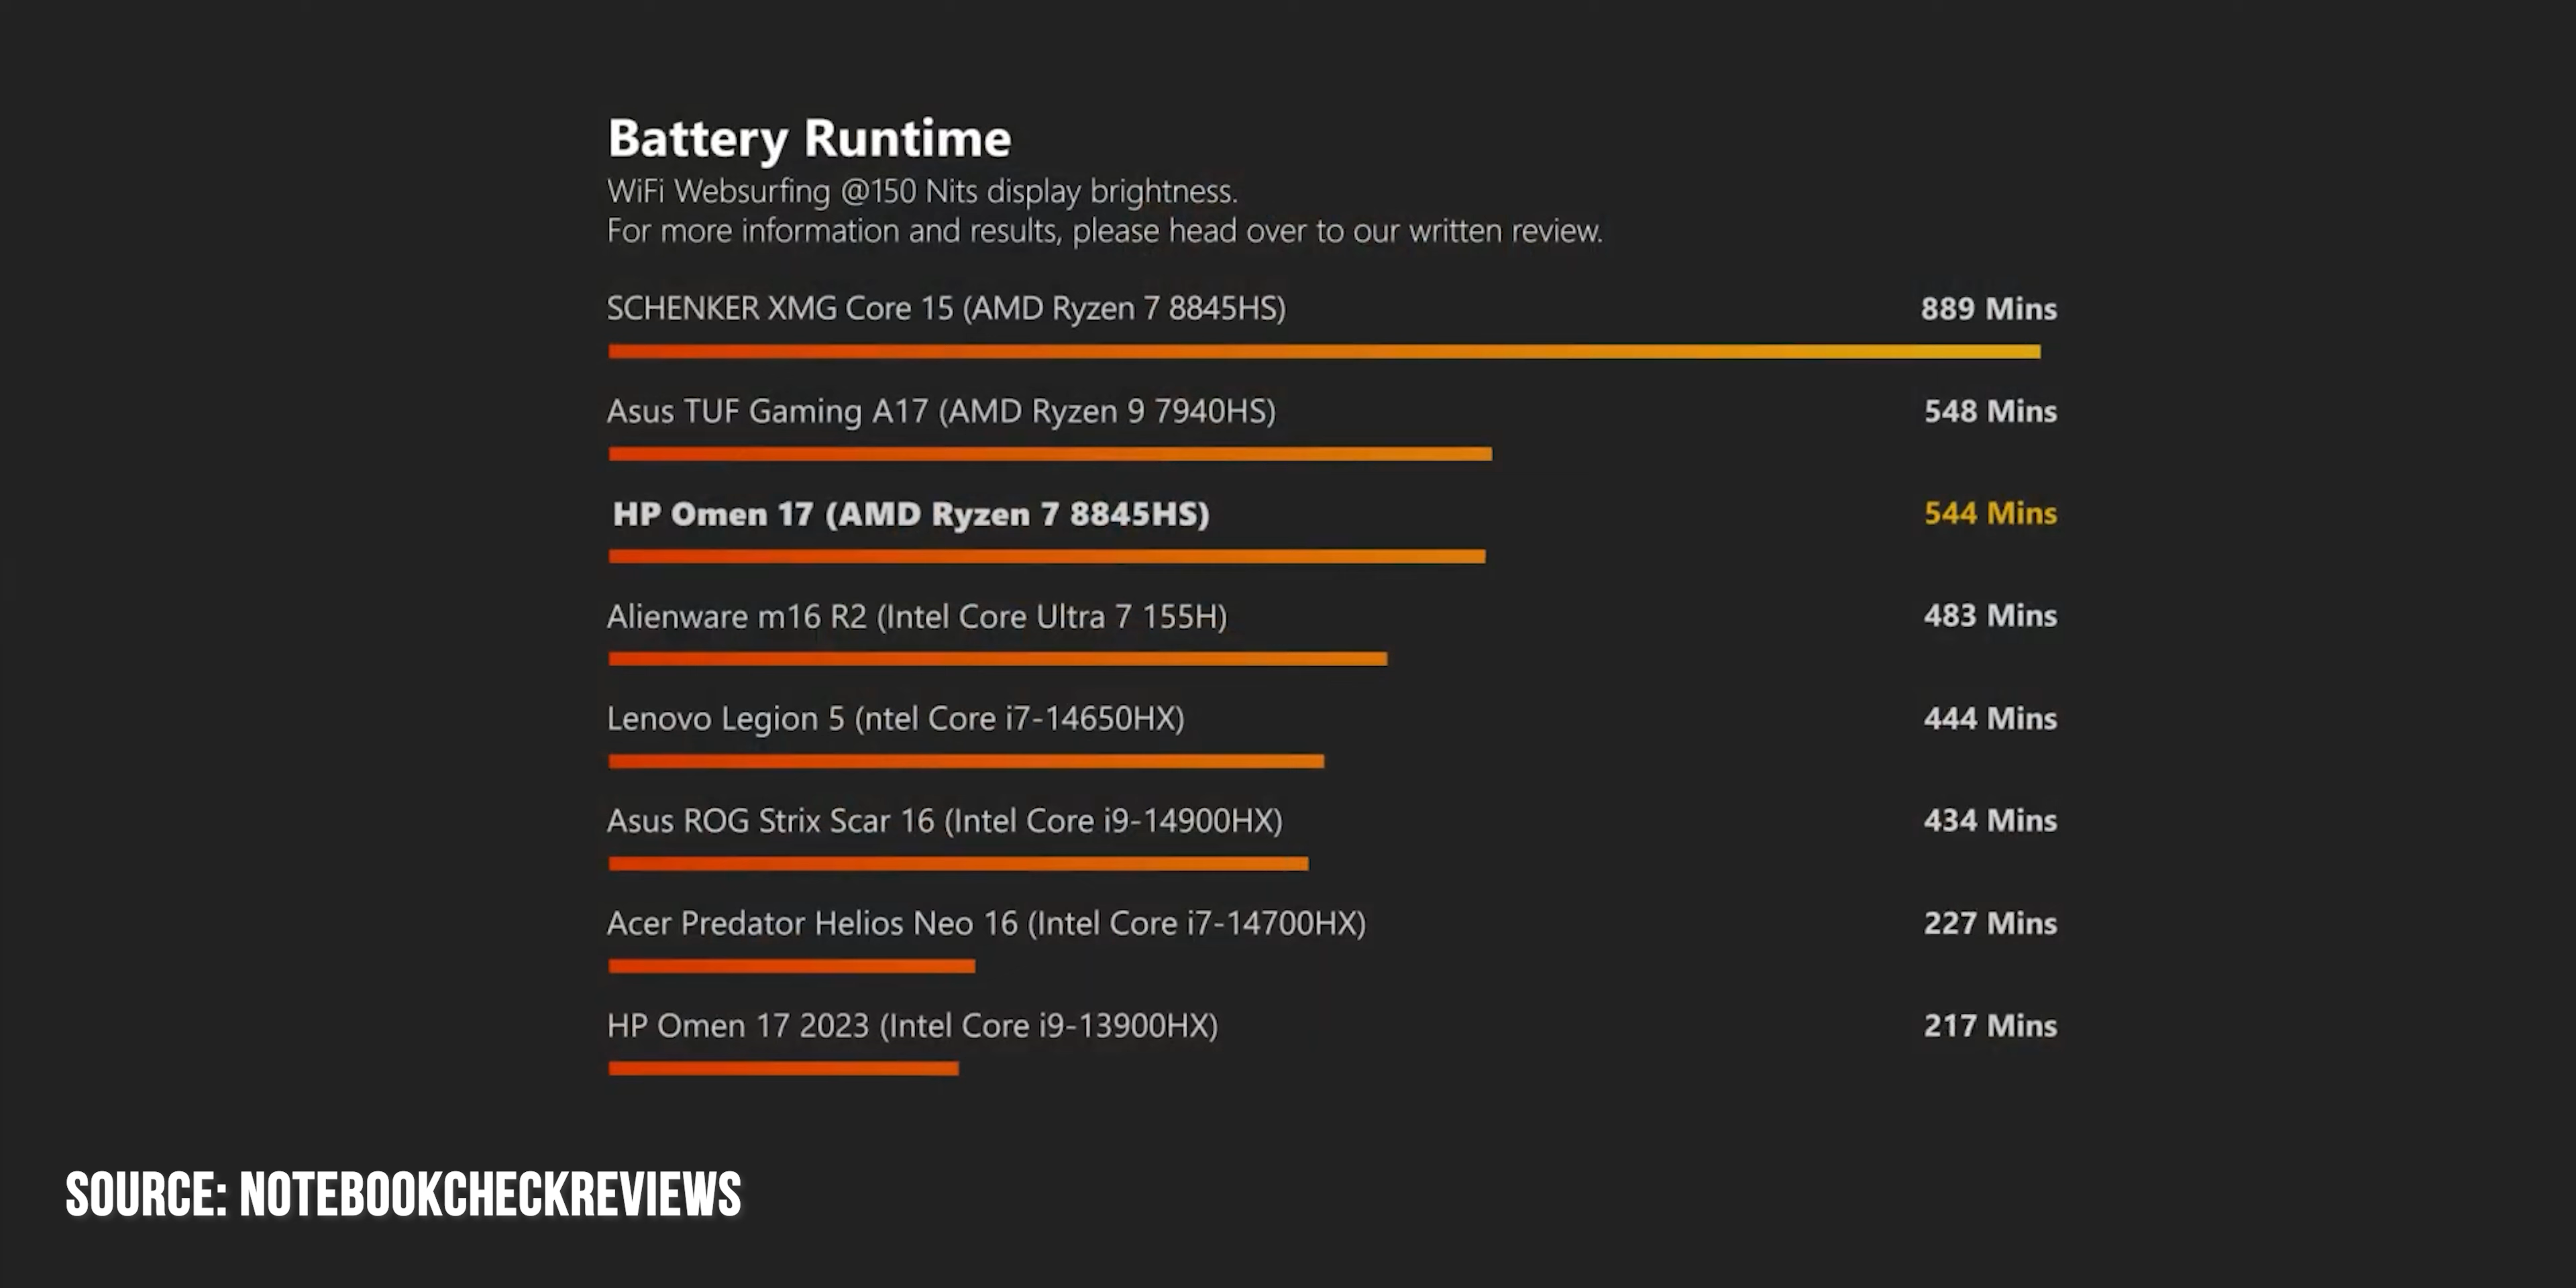 Battery Runtime
WiFi Websurfing @150 Nits display brightness.
For more information and results, please head over to our written review.
SCHENKER XMG Core 15 (AMD Ryzen 7 8845HS) 889 Mins
Asus TUF Gaming A17 (AMD Ryzen 9 7940HS) 548 Mins
HP Omen 17 (AMD Ryzen 7 8845HS) 544 Mins
Alienware m16 R2 (Intel Core Ultra 7 155H) 483 Mins
Lenovo Legion 5 (ntel Core i7-14650HX) 444 Mins
Asus ROG Strix Scar 16 (Intel Core i9-14900HX) 434 Mins
Acer Predator Helios Neo 16 (Intel Core i7-14700HX) 227 Mins
HP Omen 17 2023 (Intel Core i9-13900HX) 217 Mins
SOURCE: NOTEBOOKCHECKREVIEWS